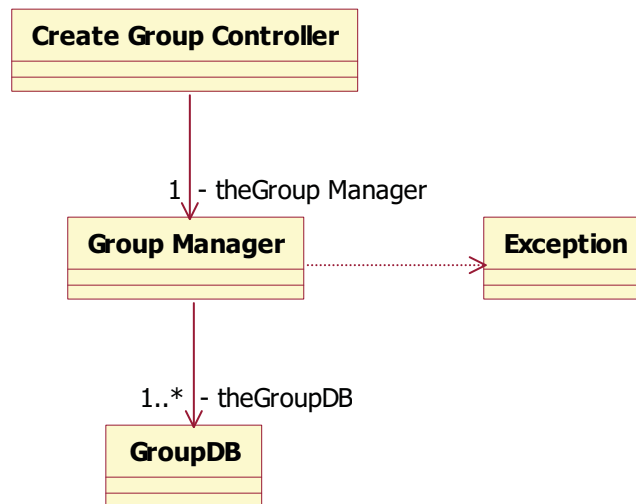 Create Group Controller
1 - theGroup Manager
Group Manager
Exception
1..* - theGroupDB
GroupDB